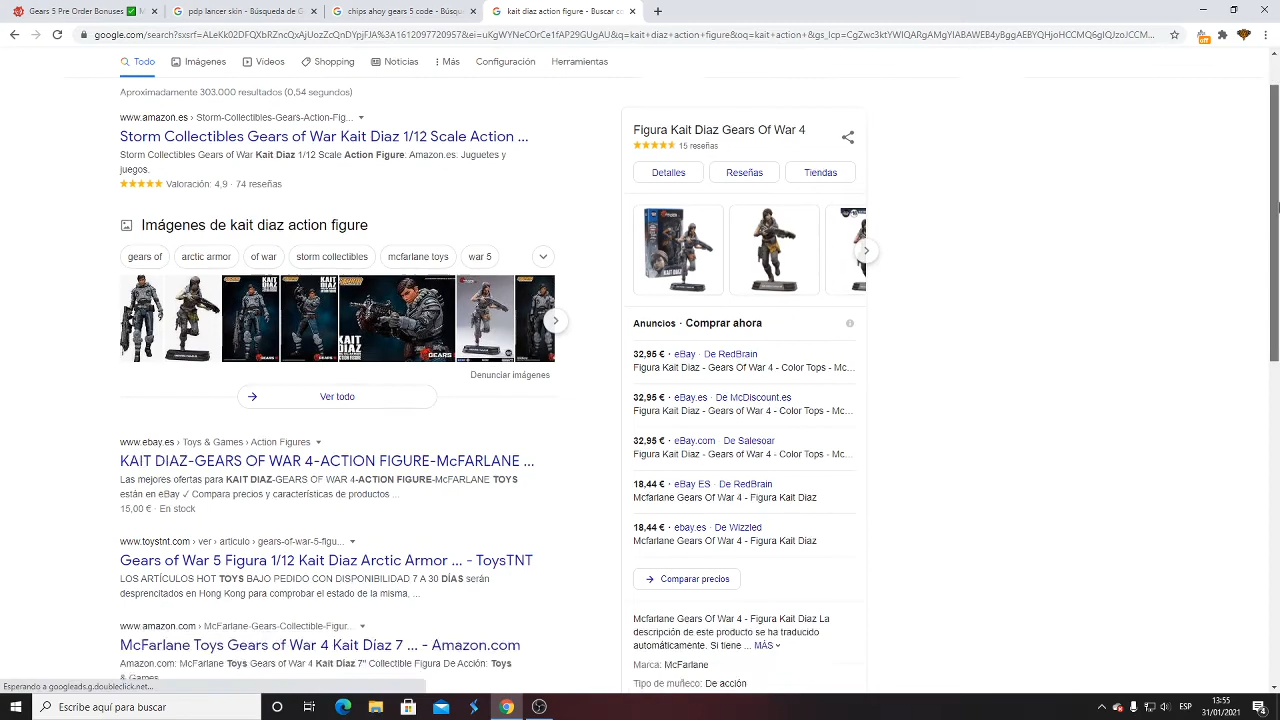 Gears 5 Pre Order Bonuses ✅ M
pdp lancer skin - Búsqueda de G
chips ahoy gears 5 code - Búsqu
kait diaz action figure - Buscar co
google.com/search?sxsrf=
Todo
Imágenes
Vídeos
Shopping
Noticias
Más
Configuración
Herramientas
Aproximadamente 303.000 resultados (0,54 segundos)
www.amazon.es › Storm-Collectibles-Gears-Action-Fig...
Storm Collectibles Gears of War Kait Diaz 1/12 Scale Action ...
Storm Collectibles Gears of War Kait Diaz 1/12 Scale Action Figure: Amazon.es: Juguetes y
juegos.
Valoración: 4,9 · 74 reseñas
Imágenes de kait diaz action figure
gears of
arctic armor
of war
storm collectibles
mcfarlane toys
war 5
KAIT
DIAZ
KAIT
DIAZ
KAIT
DIAZ
GEARS
Denunciar imágenes
Ver todo
www.ebay.es › Toys & Games › Action Figures
KAIT DIAZ-GEARS OF WAR 4-ACTION FIGURE-McFARLANE ...
Las mejores ofertas para KAIT DIAZ-GEARS OF WAR 4-ACTION FIGURE-McFARLANE TOYS
están en eBay ✓ Compara precios y características de productos ...
15,00 € · En stock
www.toystnt.com › ver › articulo › gears-of-war-5-figu...
Gears of War 5 Figura 1/12 Kait Diaz Arctic Armor ... - ToysTNT
LOS ARTÍCULOS HOT TOYS BAJO PEDIDO CON DISPONIBILIDAD 7 A 30 DÍAS serán
desprencitados en Hong Kong para comprobar el estado de la misma, ...
www.amazon.com › McFarlane-Gears-Collectible-Figur...
McFarlane Toys Gears of War 4 Kait Díaz 7 ... - Amazon.com
Amazon.com: McFarlane Toys Gears of War 4 Kait Diaz 7" Collectible Figura De Acción: Toys
& Games.
Figura Kait Diaz Gears Of War 4
15 reseñas
Detalles
Reseñas
Tiendas
Anuncios · Comprar ahora
32,95 € · eBay · De RedBrain
Figura Kait Diaz - Gears Of War 4 - Color Tops - Mc...
32,95 € · eBay.es · De McDiscount.es
Figura Kait Diaz - Gears of War 4 - Color Tops - Mc...
32,95 € · eBay.com · De Salesoar
Figura Kait Diaz - Gears of War 4 - Color Tops - Mc...
18,44 € · eBay ES · De RedBrain
Mcfarlane Gears Of War 4 - Figura Kait Diaz
18,44 € · ebay.es · De Wizzled
Mcfarlane Gears Of War 4 - Figura Kait Diaz
Comparar precios
Mcfarlane Gears Of War 4 - Figura Kait Diaz La
descripción de este producto se ha traducido
automáticamente. Si tiene ... MÁS
Marca: McFarlane
Tipo de muñeco: De acción
Esperando a googleads.g.doubleclick.net...
Escribe aquí para buscar
ESP
13:55
31/01/2021